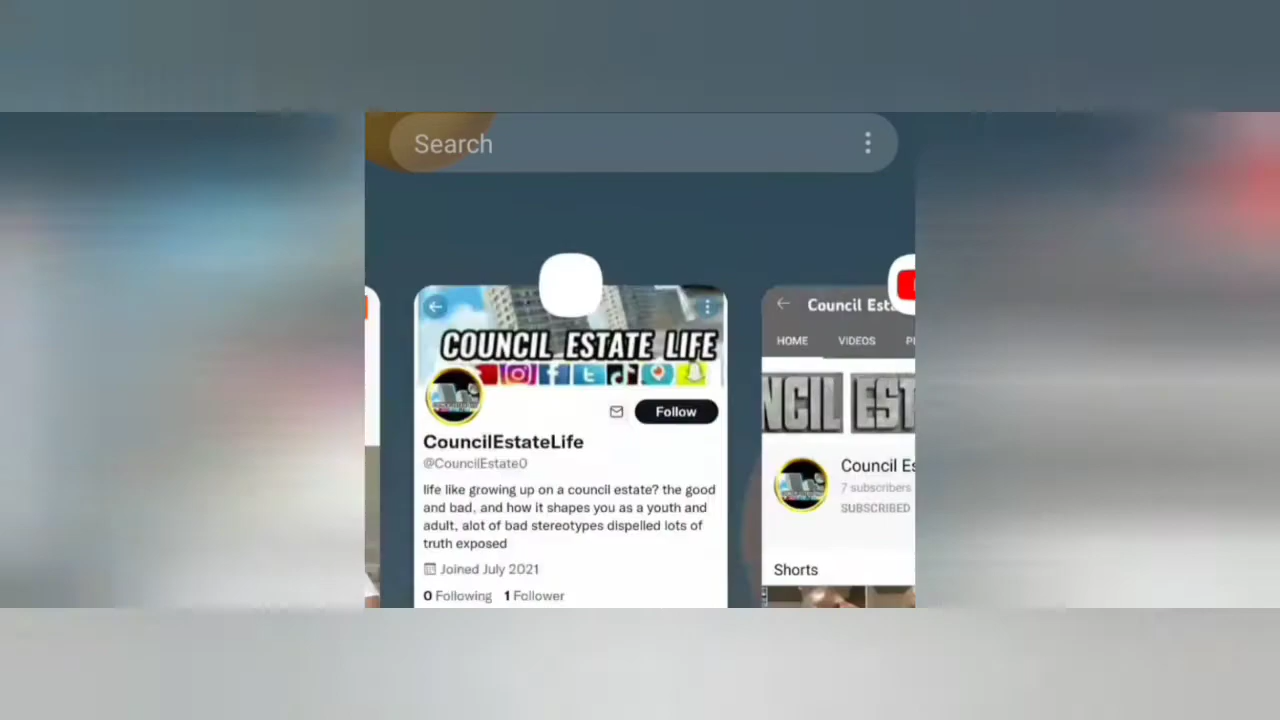 Search
COUNCIL ESTATE LIFE
Follow
CouncilEstateLife
@CouncilEstate0
life like growing up on a council estate? the good
and bad, and how it shapes you as a youth and
adult, alot of bad stereotypes dispelled lots of
truth exposed
Joined July 2021
0 Following 1 Follower
Council Esta
HOME VIDEOS P
NCIL EST
Council Es
7 subscribers
SUBSCRIBED
Shorts